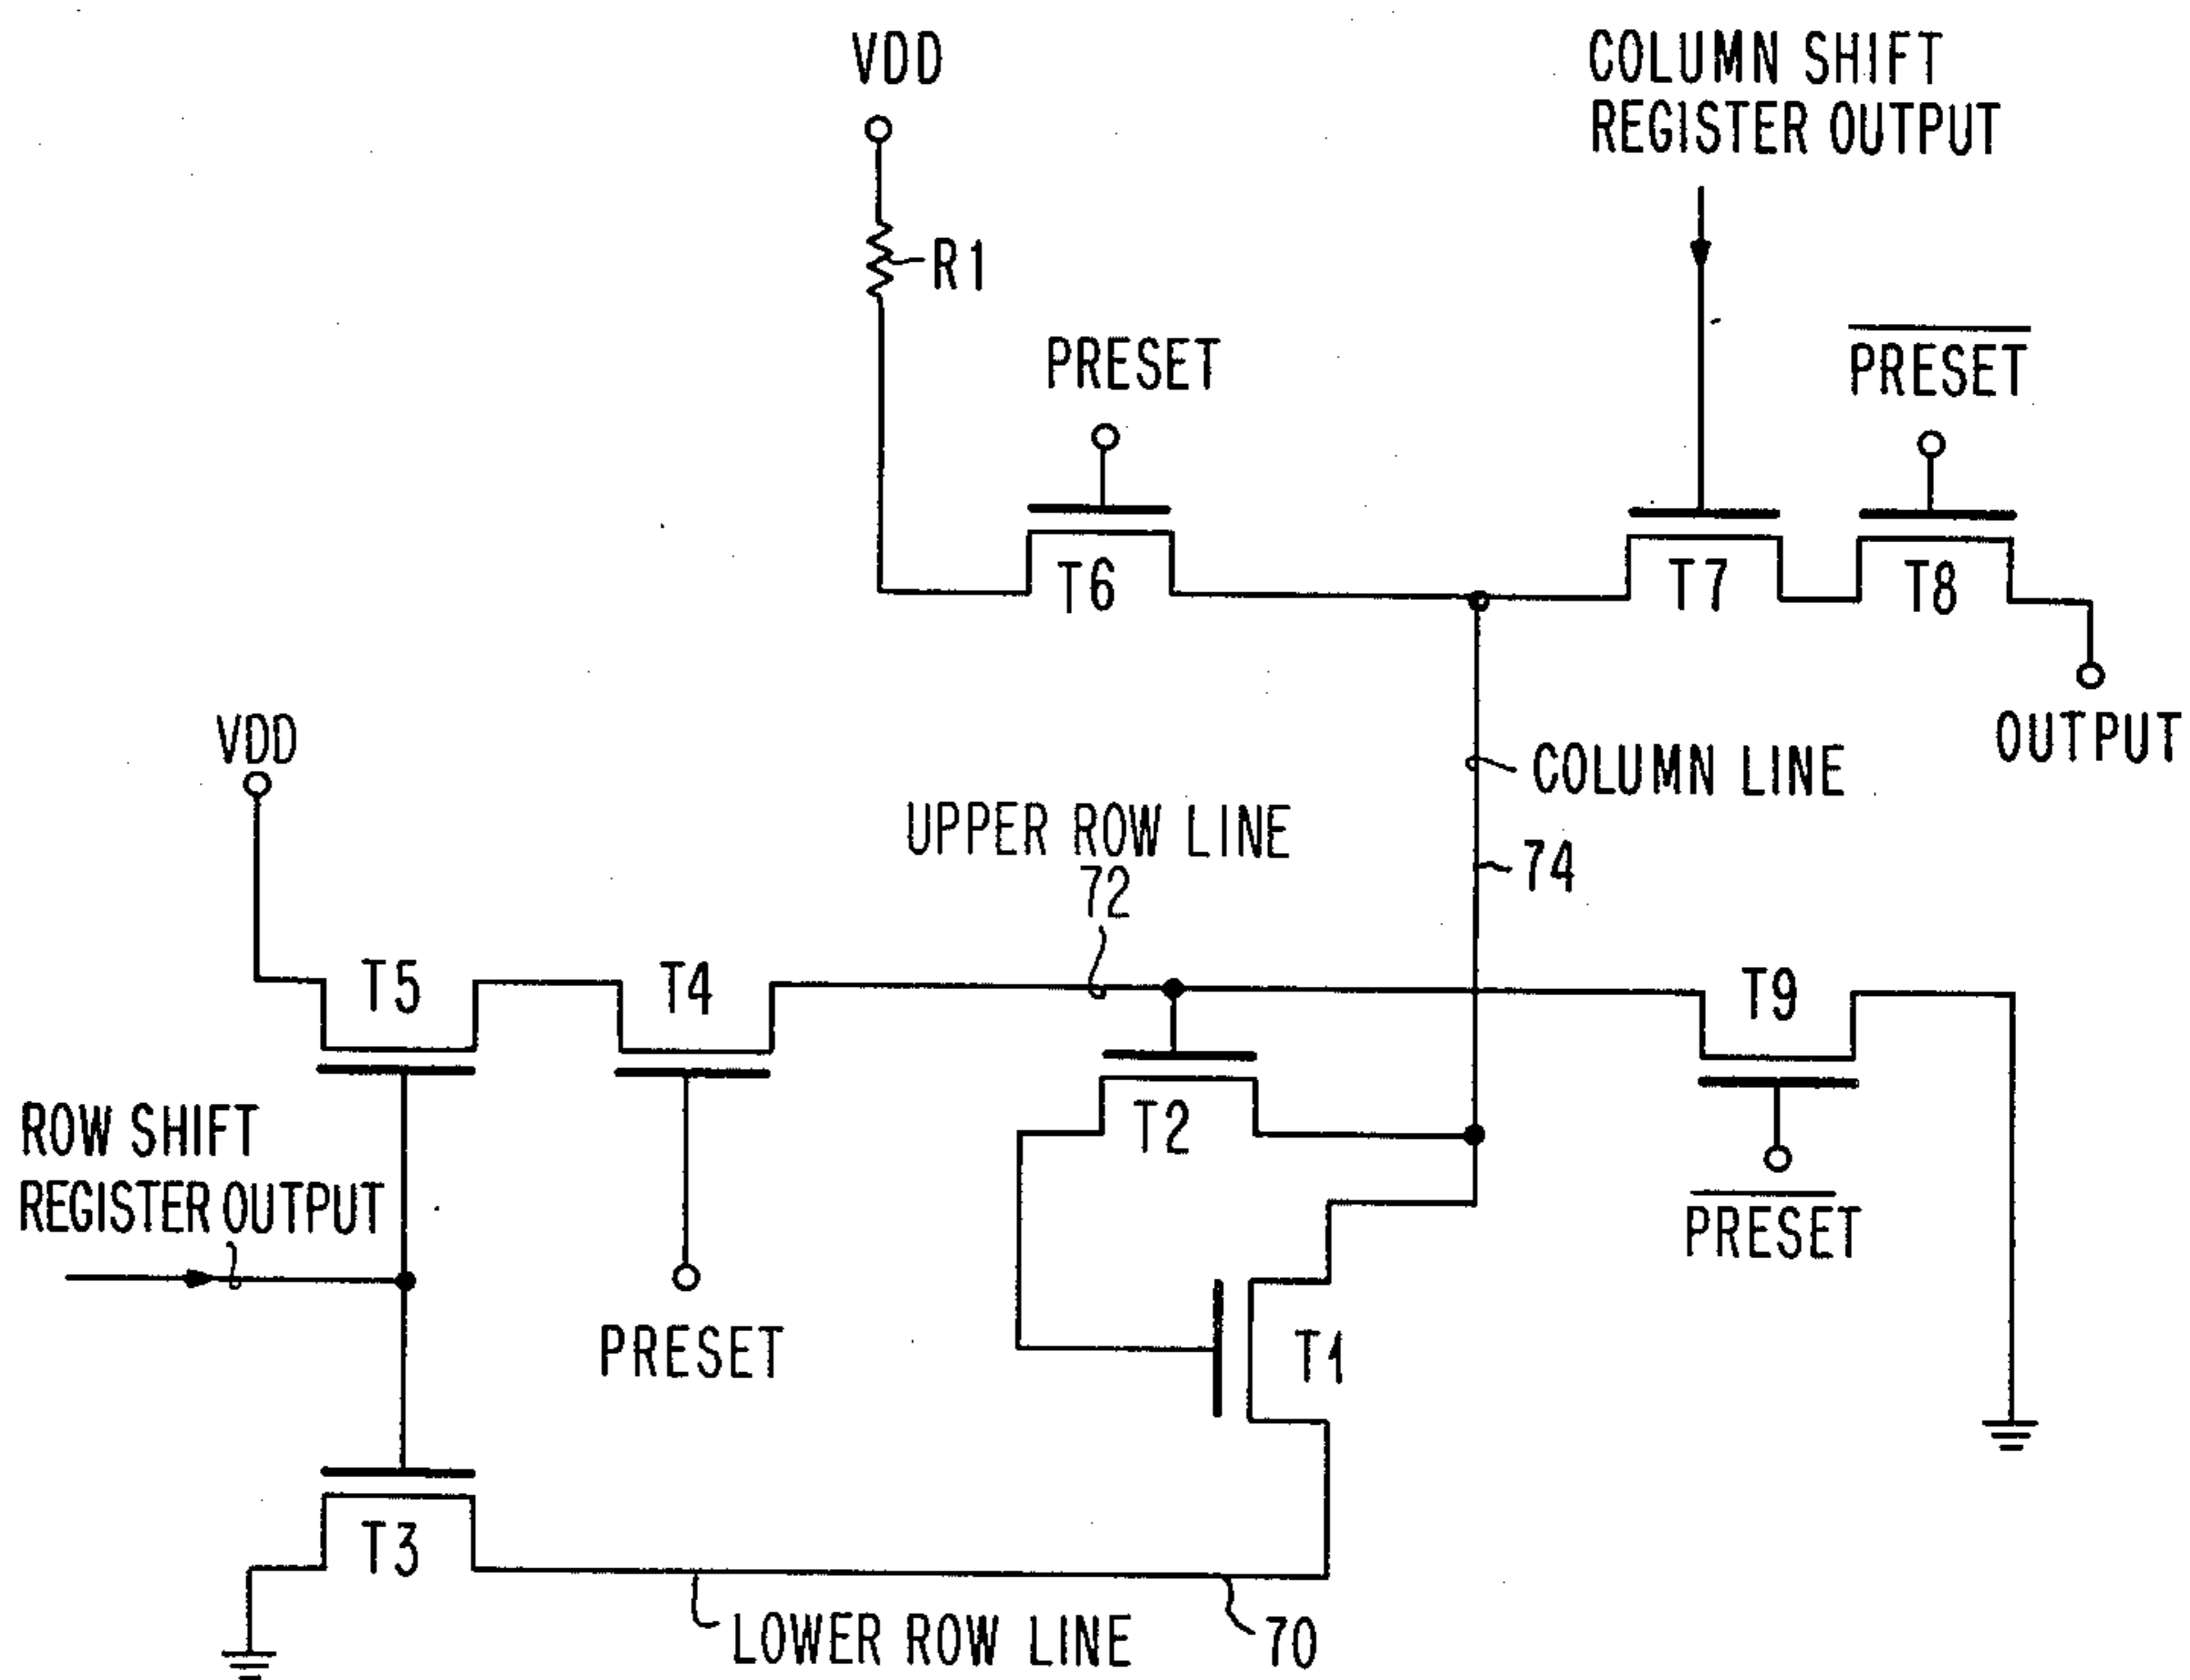 VDD
COLUMN SHIFT
REGISTER OUTPUT
R1
PRESET
PRESET
T6
T7
T8
OUTPUT
VDD
COLUMN LINE
UPPER ROW LINE
72
74
T5
T4
T9
ROW SHIFT
REGISTER OUTPUT
T2
PRESET
PRESET
T1
T3
LOWER ROW LINE
70